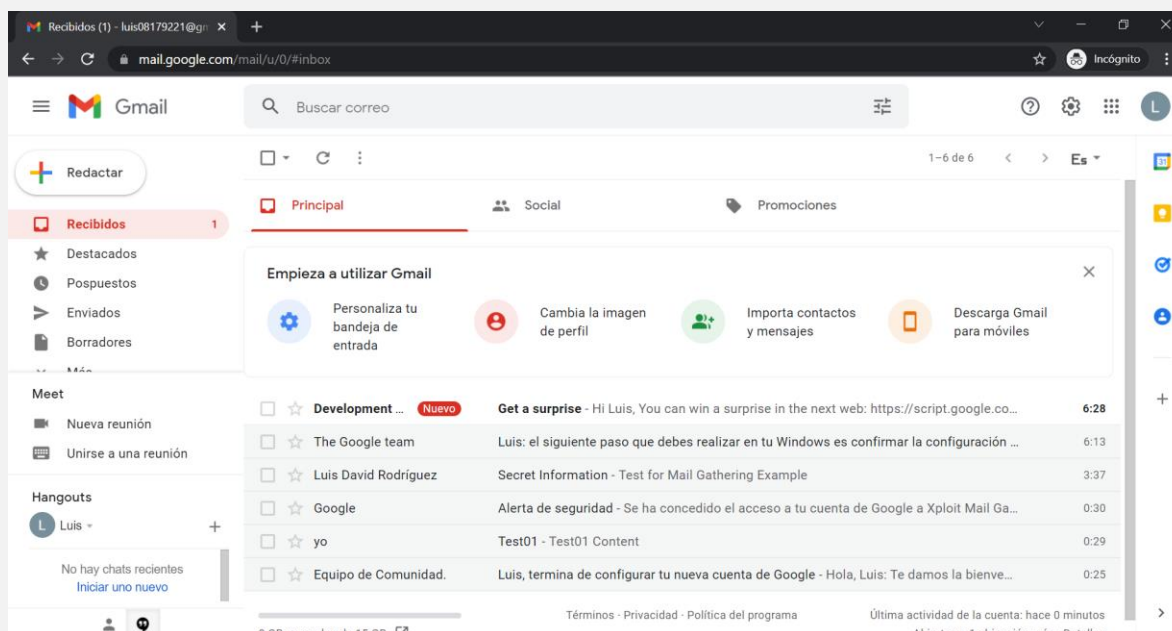 Recibidos (1) - luis08179221@gm
mail.google.com/mail/u/0/#inbox
Incógnito
Gmail
Buscar correo
L
Redactar
1–6 de 6
Es
31
Principal
Social
Promociones
Recibidos 1
Destacados
Pospuestos
Enviados
Borradores
Más
Empieza a utilizar Gmail
Personaliza tu
bandeja de
entrada
Cambia la imagen
de perfil
Importa contactos
y mensajes
Descarga Gmail
para móviles
Meet
Nueva reunión
Unirse a una reunión
Hangouts
L Luis
No hay chats recientes
Iniciar uno nuevo
Development ... Nuevo Get a surprise - Hi Luis, You can win a surprise in the next web: https://script.google.co... 6:28
The Google team Luis: el siguiente paso que debes realizar en tu Windows es confirmar la configuración ... 6:13
Luis David Rodríguez Secret Information - Test for Mail Gathering Example 3:37
Google Alerta de seguridad - Se ha concedido el acceso a tu cuenta de Google a Xploit Mail Ga... 0:30
yo Test01 - Test01 Content 0:29
Equipo de Comunidad. Luis, termina de configurar tu nueva cuenta de Google - Hola, Luis: Te damos la bienve... 0:25
Términos - Privacidad - Política del programa
Última actividad de la cuenta: hace 0 minutos